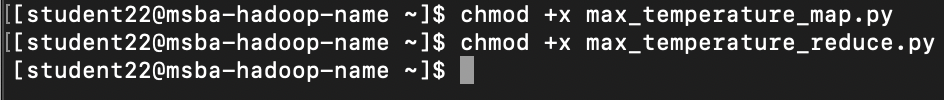 [[student22@msba-hadoop-name ~]$ chmod +x max_temperature_map.py
[[student22@msba-hadoop-name ~]$ chmod +x max_temperature_reduce.py
[student22@msba-hadoop-name ~]$